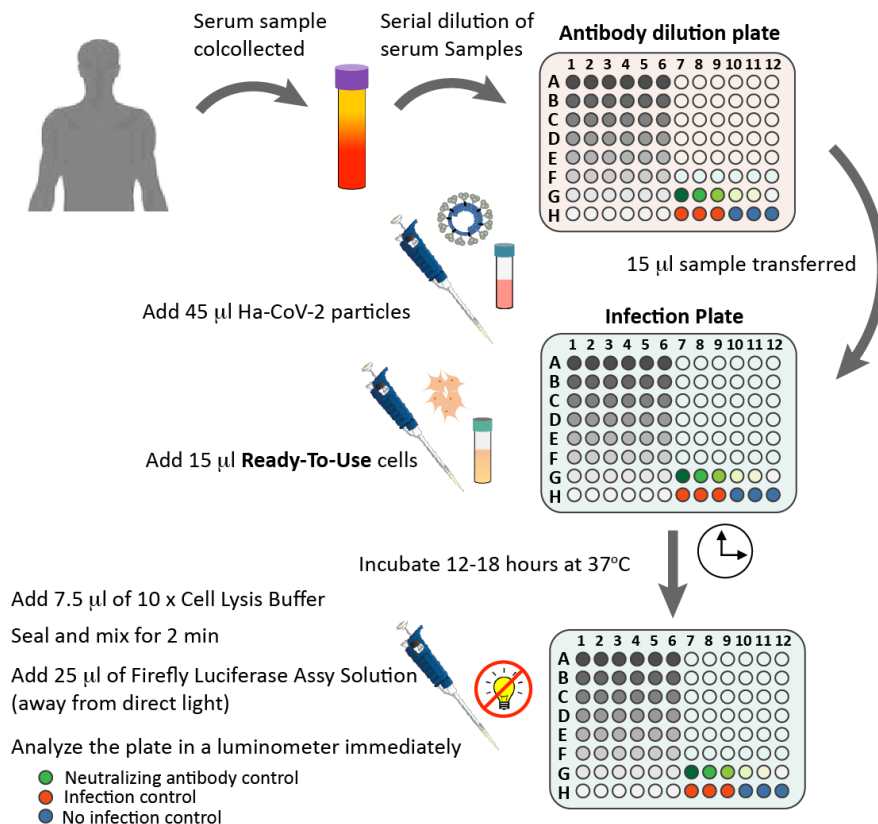 Serum sample
colcollected
Serial dilution of
serum Samples
Antibody dilution plate
1 2 3 4 5 6 7 8 9 10 11 12
A
B
C
D
E
F
G
H
15 μl sample transferred
Add 45 μl Ha-CoV-2 particles
Infection Plate
1 2 3 4 5 6 7 8 9 10 11 12
A
B
C
D
E
F
G
H
Add 15 μl Ready-To-Use cells
Incubate 12-18 hours at 37°C
Add 7.5 μl of 10 x Cell Lysis Buffer
Seal and mix for 2 min
Add 25 μl of Firefly Luciferase Assy Solution
(away from direct light)
Analyze the plate in a luminometer immediately
Neutralizing antibody control
Infection control
No infection control
1 2 3 4 5 6 7 8 9 10 11 12
A
B
C
D
E
F
G
H